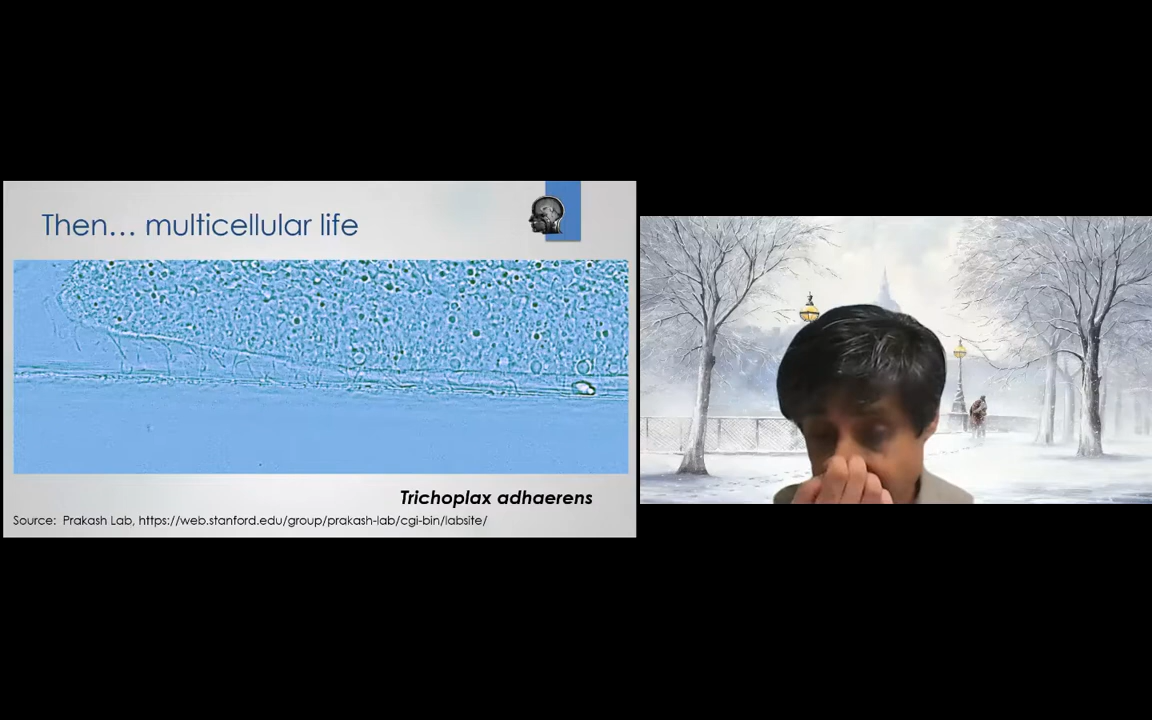 Then... multicellular life
Trichoplax adhaerens
Source:  Prakash Lab, https://web.stanford.edu/group/prakash-lab/cgi-bin/labsite/